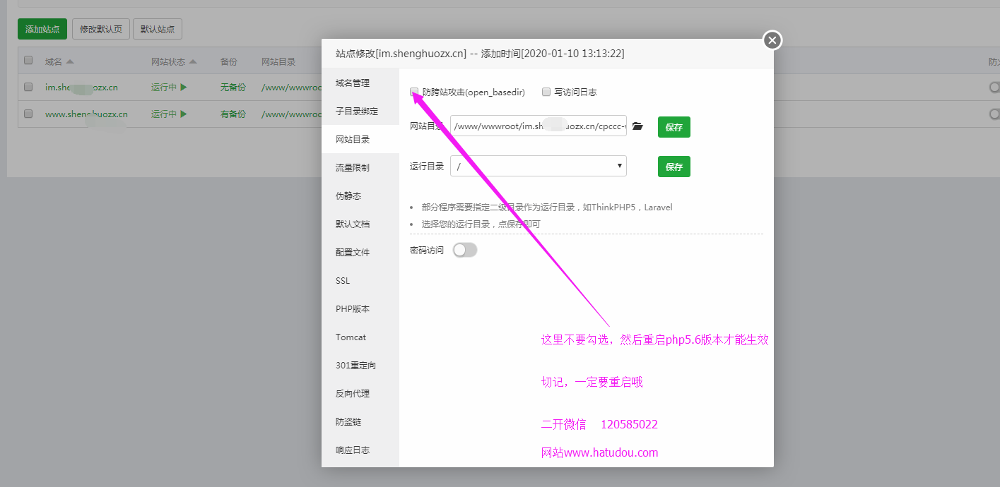 添加站点 修改默认页 默认站点
域名 网站状态 备份 网站目录
im.she ozx.cn 运行中 无备份 /www/wwwroo
www.shenghuozx.cn 运行中 有备份 /www/wwwroo
站点修改[im.shenghuozx.cn] -- 添加时间[2020-01-10 13:13:22]
域名管理
子目录绑定
网站目录
流量限制
伪静态
默认文档
配置文件
SSL
PHP版本
Tomcat
301重定向
反向代理
防盗链
响应日志
防跨站攻击(open_basedir) 写访问日志
网站目录 /www/wwwroot/im.sh uozx.cn/cpccc-w 保存
运行目录 / 保存
部分程序需要指定二级目录作为运行目录，如ThinkPHP5，Laravel
选择您的运行目录，点保存即可
密码访问
这里不要勾选，然后重启php5.6版本才能生效
切记，一定要重启哦
二开微信 120585022
网站www.hatudou.com